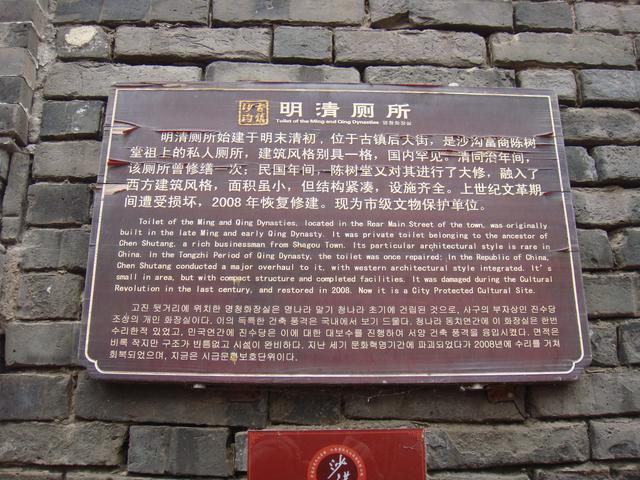 古镇
沙沟
明清厕所
Toilet of the Ming and Qing Dynasties 명청화장실
明清厕所始建于明末清初，位于古镇后大街，是沙沟富商陈树
堂祖上的私人厕所，建筑风格别具一格，国内罕见。清同治年间，
该厕所曾修缮一次；民国年间，陈树堂又对其进行了大修，融入了
西方建筑风格，面积虽小，但结构紧凑，设施齐全。上世纪文革期
间遭受损坏，2008年恢复修建。现为市级文物保护单位。
Toilet of the Ming and Qing Dynasties, located in the Rear Main Street of the town, was originally
built in the late Ming and early Qing Dynasty. It was private toilet belonging to the ancestor of
Chen Shutang, a rich businessman from Shagou Town. Its particular architectural style is rare in
China. In the Tongzhi Period of Qing Dynasty, the toilet was once repaired; In the Republic of China,
Chen Shutang conducted a major overhaul to it, with western architectural style integrated. It's
small in area, but with compact structure and completed facilities. It was damaged during the Cultural
Revolution in the last century, and restored in 2008. Now it is a City Protected Cultural Site.
고진 뒷거리에 위치한 명청화장실은 명나라 말기 청나라 초기에 건립된 것으로, 사구의 부자상인 진수당
조상의 개인 화장실이다. 이의 독특한 건축 풍격은 국내에서 보기 드물다. 청나라 동치연간에 이 화장실은 한번
수리한적 있었고, 민국연간에 진수당은 이에 대한 대보수를 진행하여 서양 건축 풍격을 융입시켰다. 면적은
비록 작지만 구조가 빈틈없고 시설이 완비하다. 지난 세기 문화혁명기간에 파괴되었다가 2008년에 수리를 거쳐
회복되었으며, 지금은 시급문화보호단위이다.